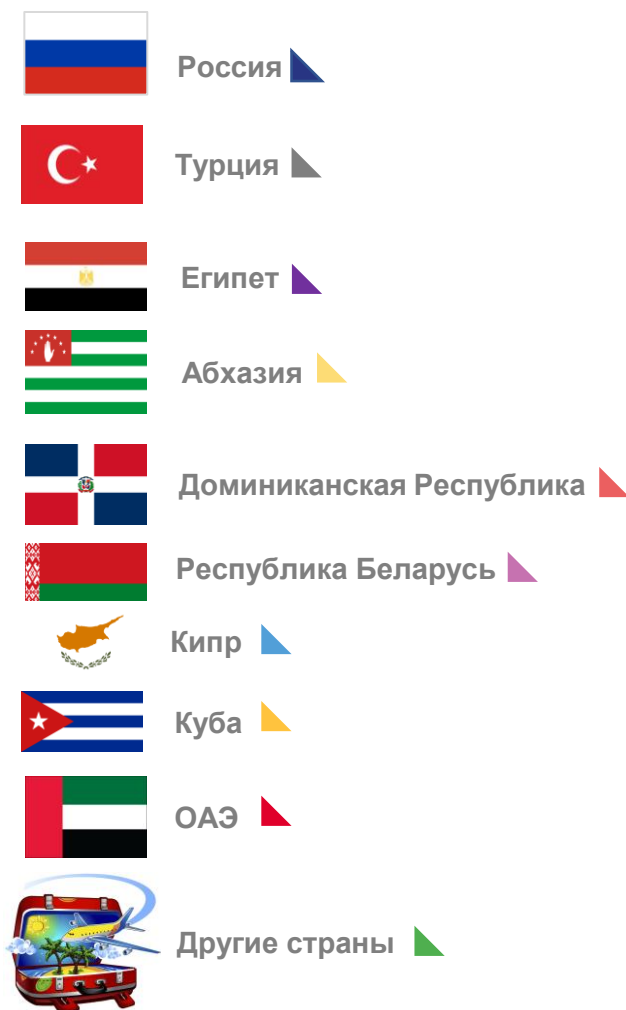 Россия
Турция
Египет
Абхазия
Доминиканская Республика
Республика Беларусь
Кипр
Куба
ОАЭ
Другие страны